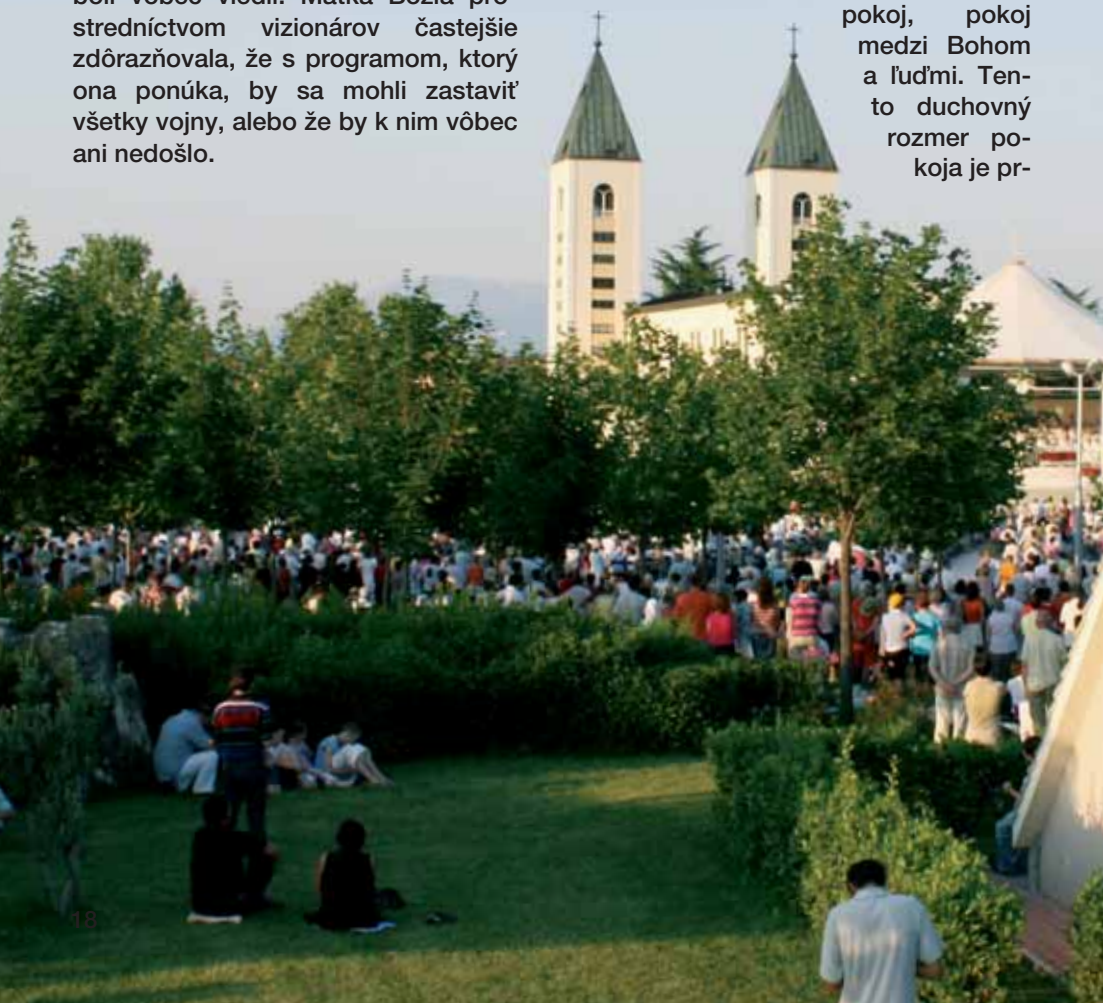 boli vôbec viedli. Matka Božia pro-
stredníctvom vizionárov častejšie
zdôrazňovala, že s programom, ktorý
ona ponúka, by sa mohli zastaviť
všetky vojny, alebo že by k nim vôbec
ani nedošlo.
pokoj, pokoj
medzi Bohom
a ľuďmi. Ten-
to duchovný
rozmer po-
koja je pr-
18